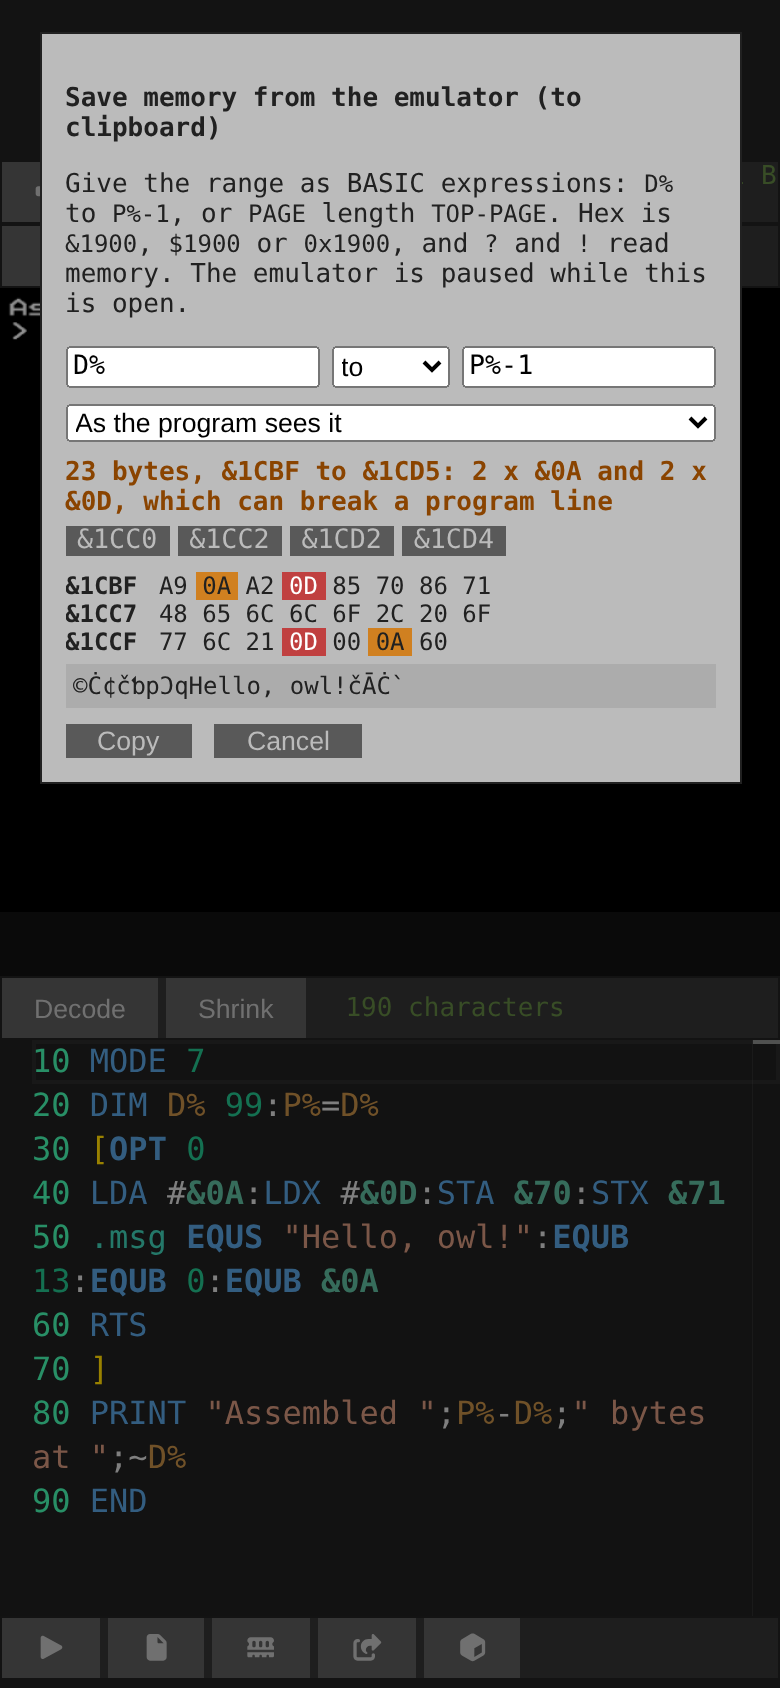 Save memory from the emulator (to
clipboard)
Give the range as BASIC expressions: D%
to P%-1, or PAGE length TOP-PAGE. Hex is
&1900, $1900 or 0x1900, and ? and ! read
memory. The emulator is paused while this
is open.
B
As
>
D% to P%-1
As the program sees it
23 bytes, &1CBF to &1CD5: 2 x &0A and 2 x
&0D, which can break a program line
&1CC0 &1CC2 &1CD2 &1CD4
&1CBF A9 0A A2 0D 85 70 86 71
&1CC7 48 65 6C 6C 6F 2C 20 6F
&1CCF 77 6C 21 0D 00 0A 60
©Ċ¢čƅpƆqHello, owl!čĀĊ`
Copy Cancel
Decode Shrink 190 characters
10 MODE 7
20 DIM D% 99:P%=D%
30 [OPT 0
40 LDA #&0A:LDX #&0D:STA &70:STX &71
50 .msg EQUS "Hello, owl!":EQUB
13:EQUB 0:EQUB &0A
60 RTS
70 ]
80 PRINT "Assembled ";P%-D%;" bytes
at ";~D%
90 END